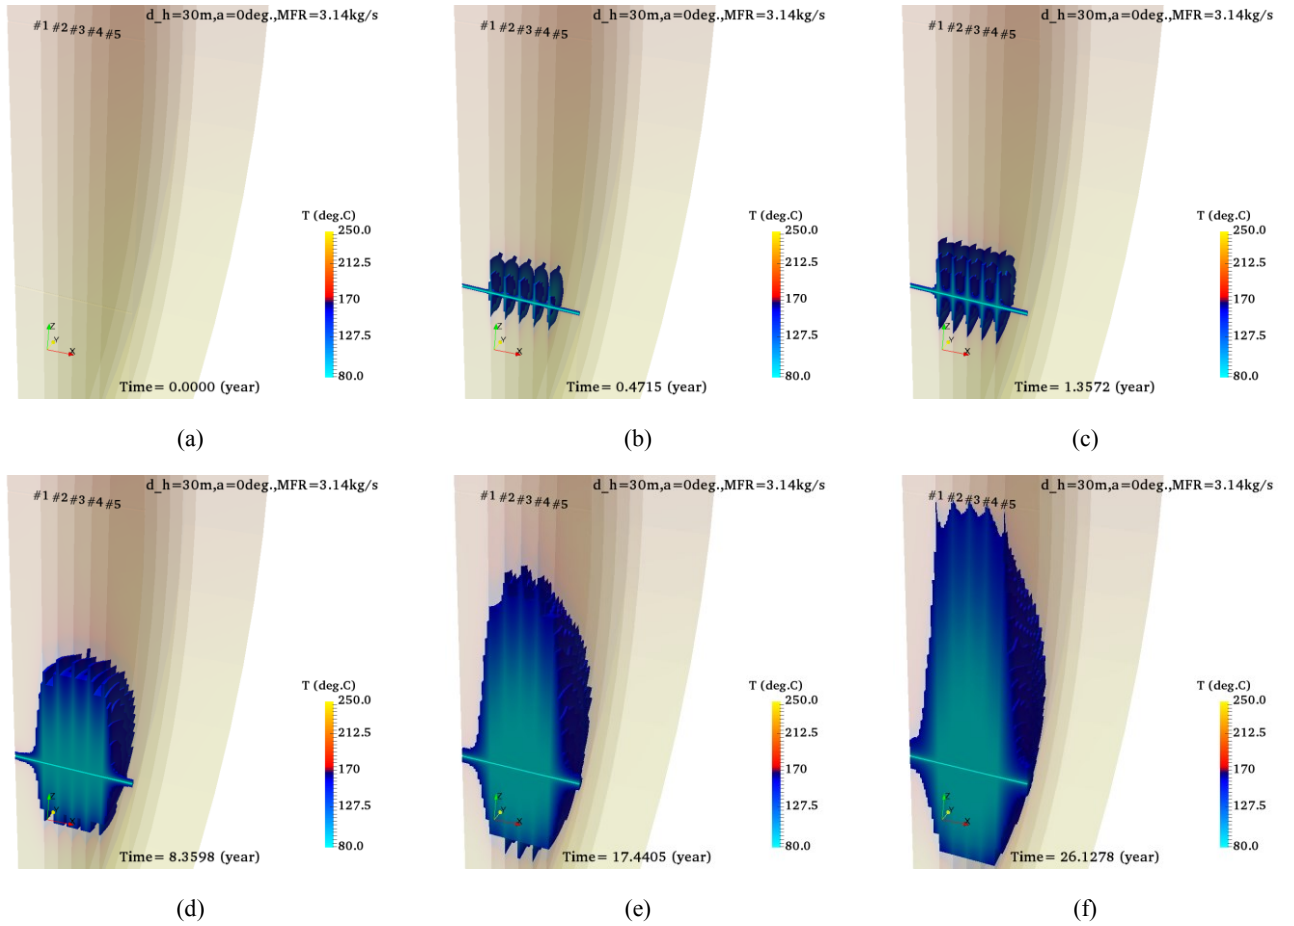 d_h=30m,a=0deg.,MFR=3.14kg/s
#1 #2 #3 #4 #5
T (deg.C)
250.0
212.5
170
127.5
80.0
Z
Y
X
Time= 0.0000 (year)
(a)
d_h=30m,a=0deg.,MFR=3.14kg/s
#1 #2 #3 #4 #5
T (deg.C)
250.0
212.5
170
127.5
80.0
Z
Y
X
Time= 0.4715 (year)
(b)
d_h=30m,a=0deg.,MFR=3.14kg/s
#1 #2 #3 #4 #5
T (deg.C)
250.0
212.5
170
127.5
80.0
Z
Y
X
Time= 1.3572 (year)
(c)
d_h=30m,a=0deg.,MFR=3.14kg/s
#1 #2 #3 #4 #5
T (deg.C)
250.0
212.5
170
127.5
80.0
Z
Y
X
Time= 8.3598 (year)
(d)
d_h=30m,a=0deg.,MFR=3.14kg/s
#1 #2 #3 #4 #5
T (deg.C)
250.0
212.5
170
127.5
80.0
Z
Y
X
Time= 17.4405 (year)
(e)
d_h=30m,a=0deg.,MFR=3.14kg/s
#1 #2 #3 #4 #5
T (deg.C)
250.0
212.5
170
127.5
80.0
Z
Y
X
Time= 26.1278 (year)
(f)